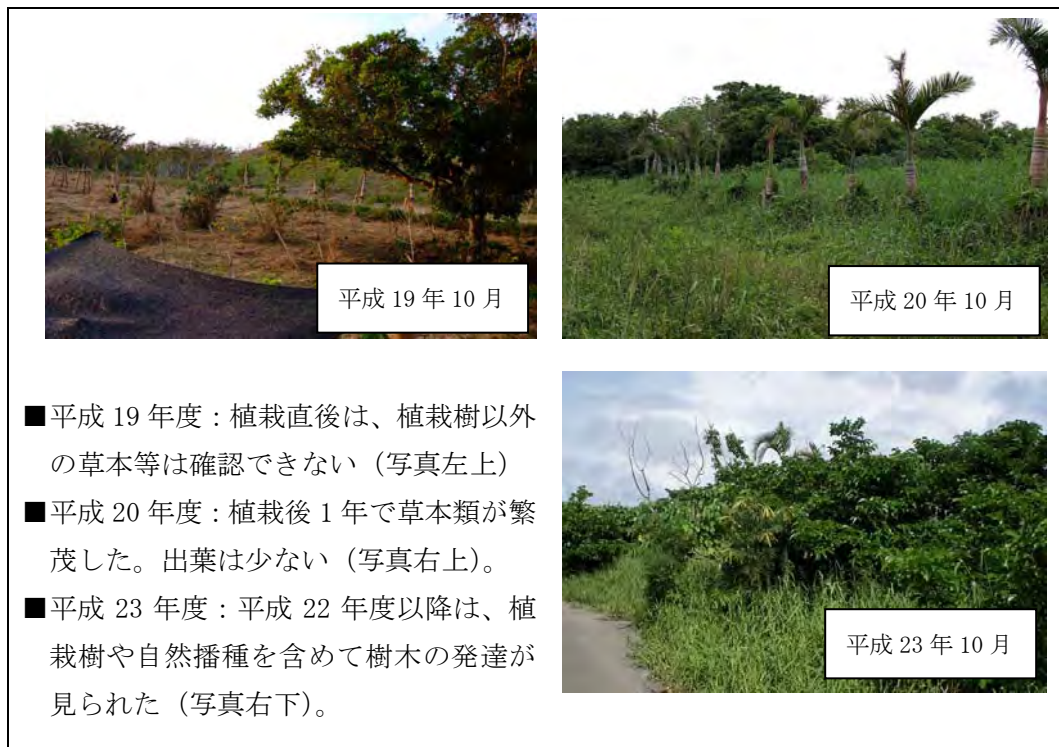 平成 19 年 10 月
平成 20 年 10 月
■平成 19 年度：植栽直後は、植栽樹以外
の草本等は確認できない（写真左上）
■平成 20 年度：植栽後 1 年で草本類が繁
茂した。出葉は少ない（写真右上）。
■平成 23 年度：平成 22 年度以降は、植
栽樹や自然播種を含めて樹木の発達が
見られた（写真右下）。
平成 23 年 10 月